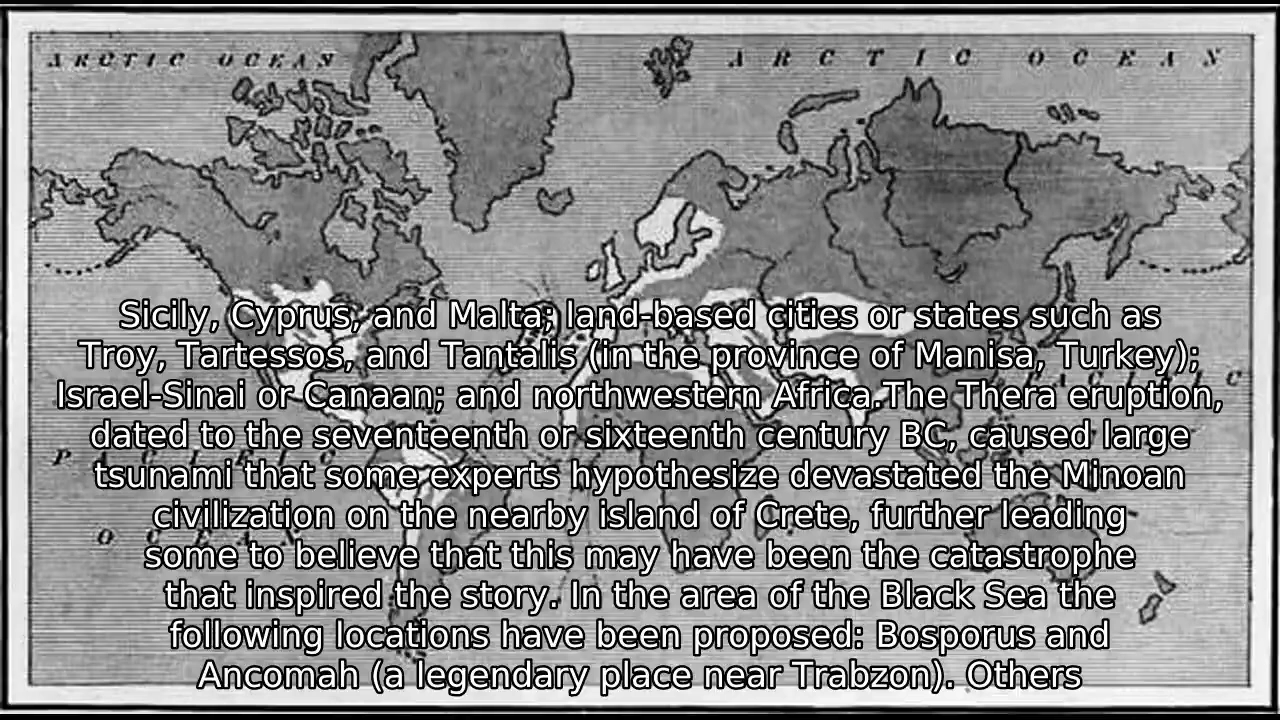 ARCTIC OCEAN
ARCTIC OCEAN
Sicily, Cyprus, and Malta; land-based cities or states such as
Troy, Tartessos, and Tantalis (in the province of Manisa, Turkey);
Israel-Sinai or Canaan; and northwestern Africa.The Thera eruption,
dated to the seventeenth or sixteenth century BC, caused large
tsunami that some experts hypothesize devastated the Minoan
civilization on the nearby island of Crete, further leading
some to believe that this may have been the catastrophe
that inspired the story. In the area of the Black Sea the
following locations have been proposed: Bosporus and
Ancomah (a legendary place near Trabzon). Others
PACIFIC
OCEAN